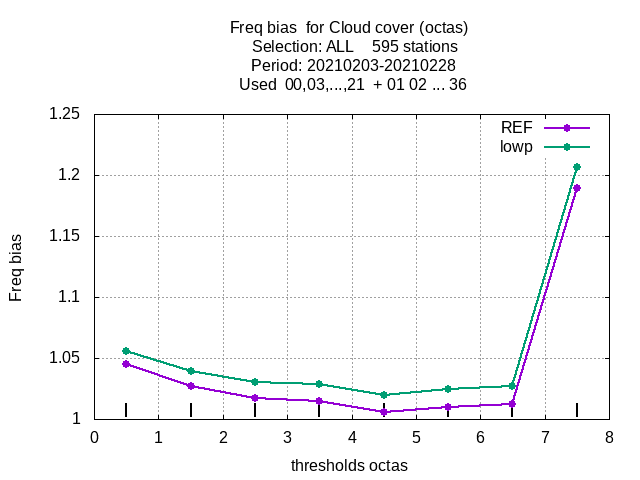 Freq bias  for Cloud cover (octas)
Selection: ALL    595 stations
Period: 20210203-20210228
Used  00,03,...,21  + 01 02 ... 36
REF
lowp
1.25
1.2
1.15
1.1
1.05
1
Freq bias
0 1 2 3 4 5 6 7 8
thresholds octas